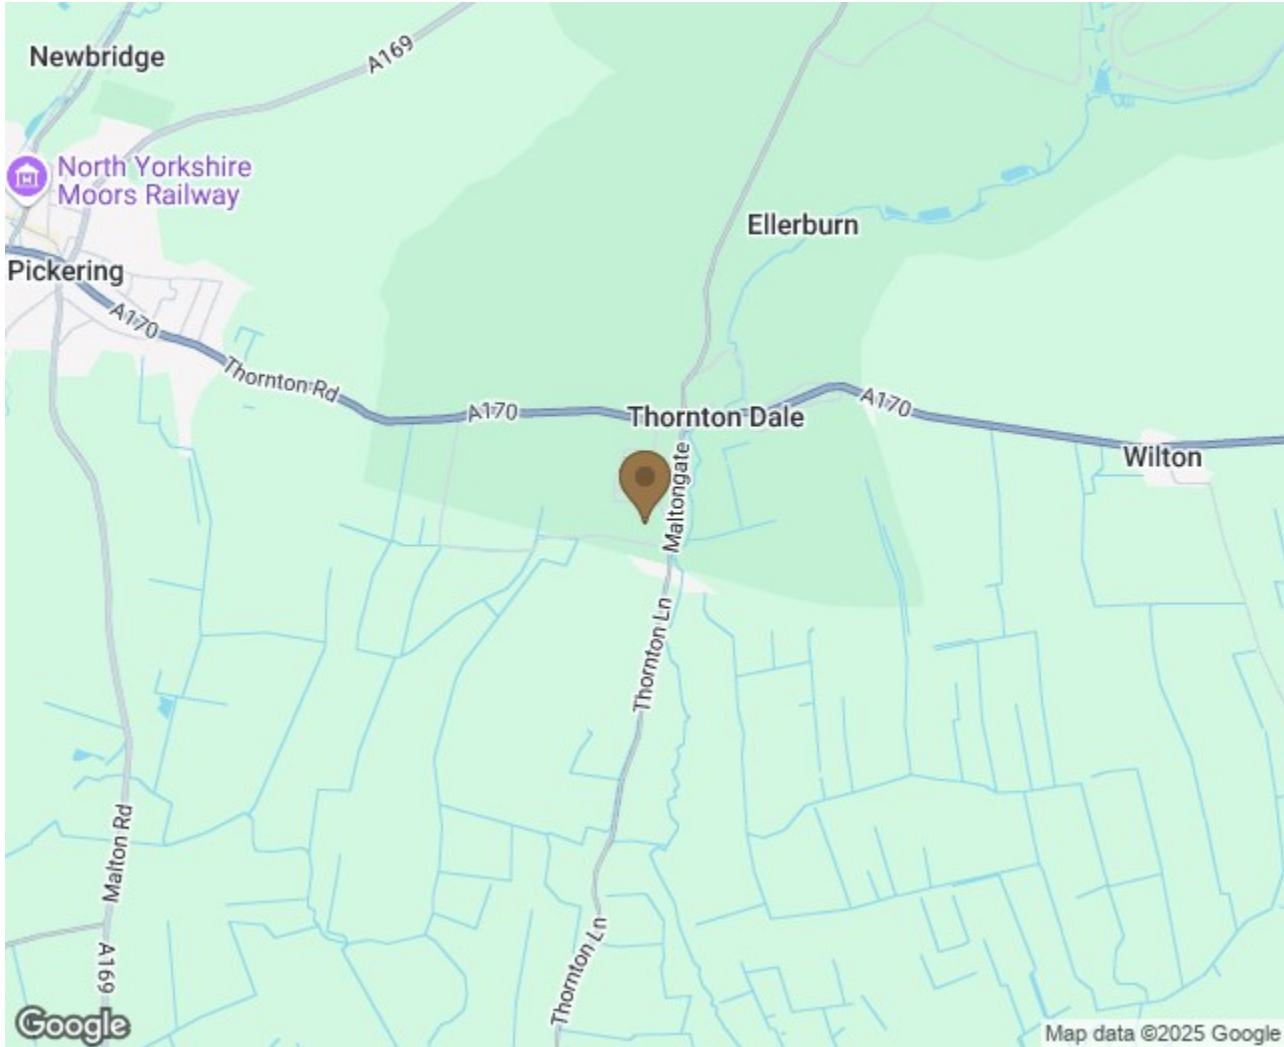 Newbridge
A169
North Yorkshire
Moors Railway
Ellerburn
Pickering
A170
Thornton Rd
A170
Thornton Dale
A170
Wilton
Maltongate
Thornton Ln
Malton Rd
A169
Thornton Ln
Google
Map data ©2025 Google